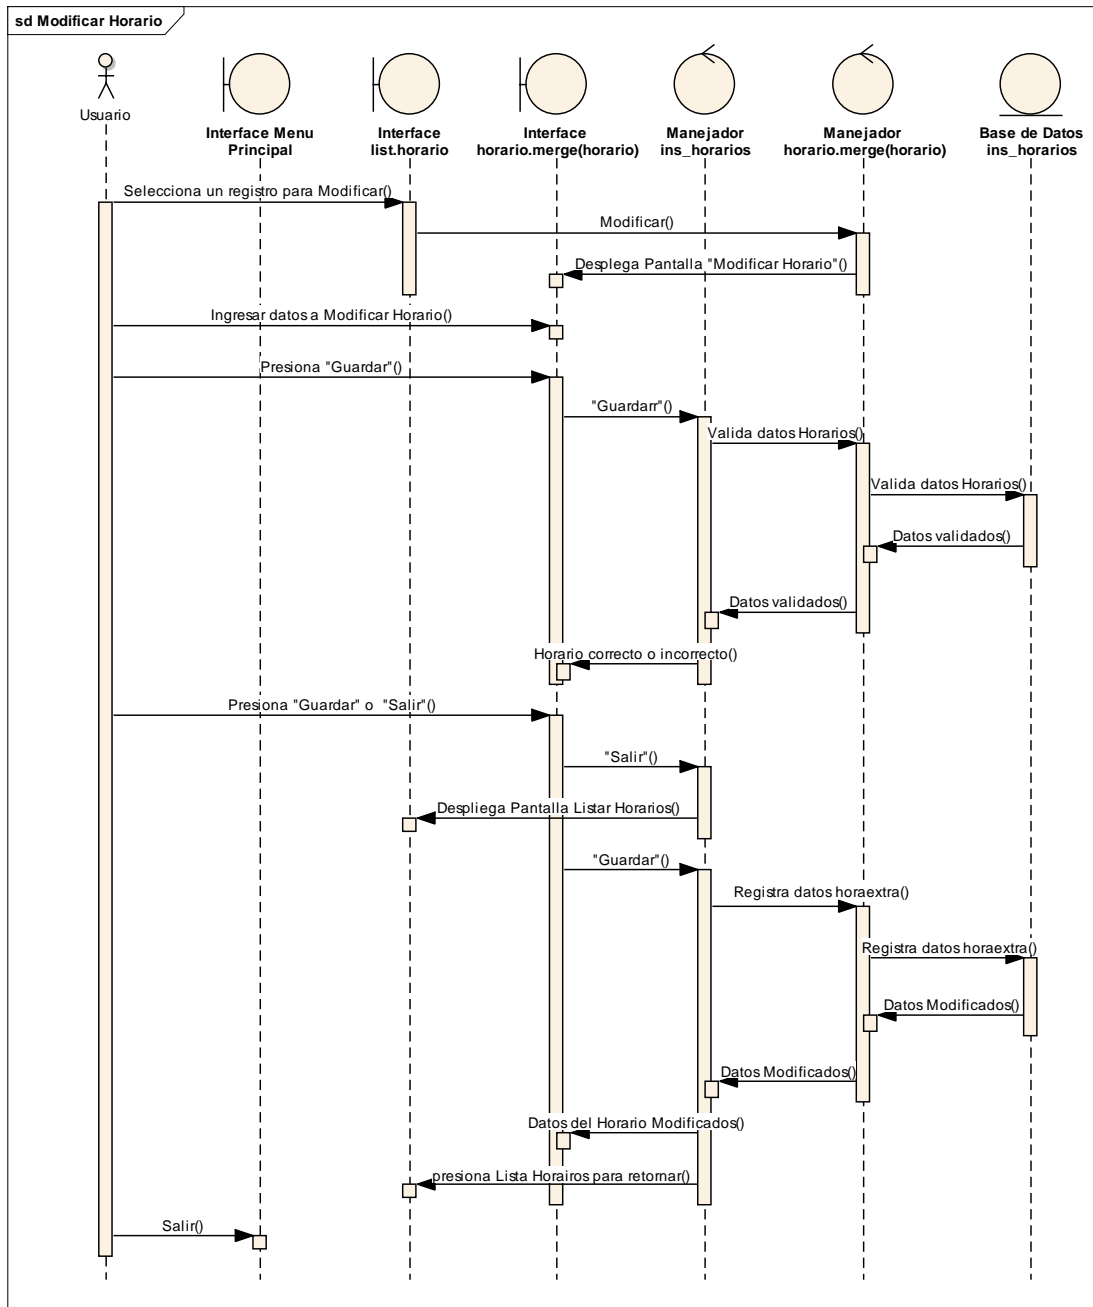 sd Modificar Horario
Usuario
Interface Menu
Principal
Interface
list.horario
Interface
horario.merge(horario)
Manejador
ins_horarios
Manejador
horario.merge(horario)
Base de Datos
ins_horarios
Selecciona un registro para Modificar()
Modificar()
Desplega Pantalla "Modificar Horario"()
Ingresar datos a Modificar Horario()
Presiona "Guardar"()
"Guardarr"()
Valida datos Horarios()
Valida datos Horarios()
Datos validados()
Datos validados()
Horario correcto o incorrecto()
Presiona "Guardar" o "Salir"()
"Salir"()
Despliega Pantalla Listar Horarios()
"Guardar"()
Registra datos horaextra()
Registra datos horaextra()
Datos Modificados()
Datos Modificados()
Datos del Horario Modificados()
presiona Lista Horairos para retornar()
Salir()